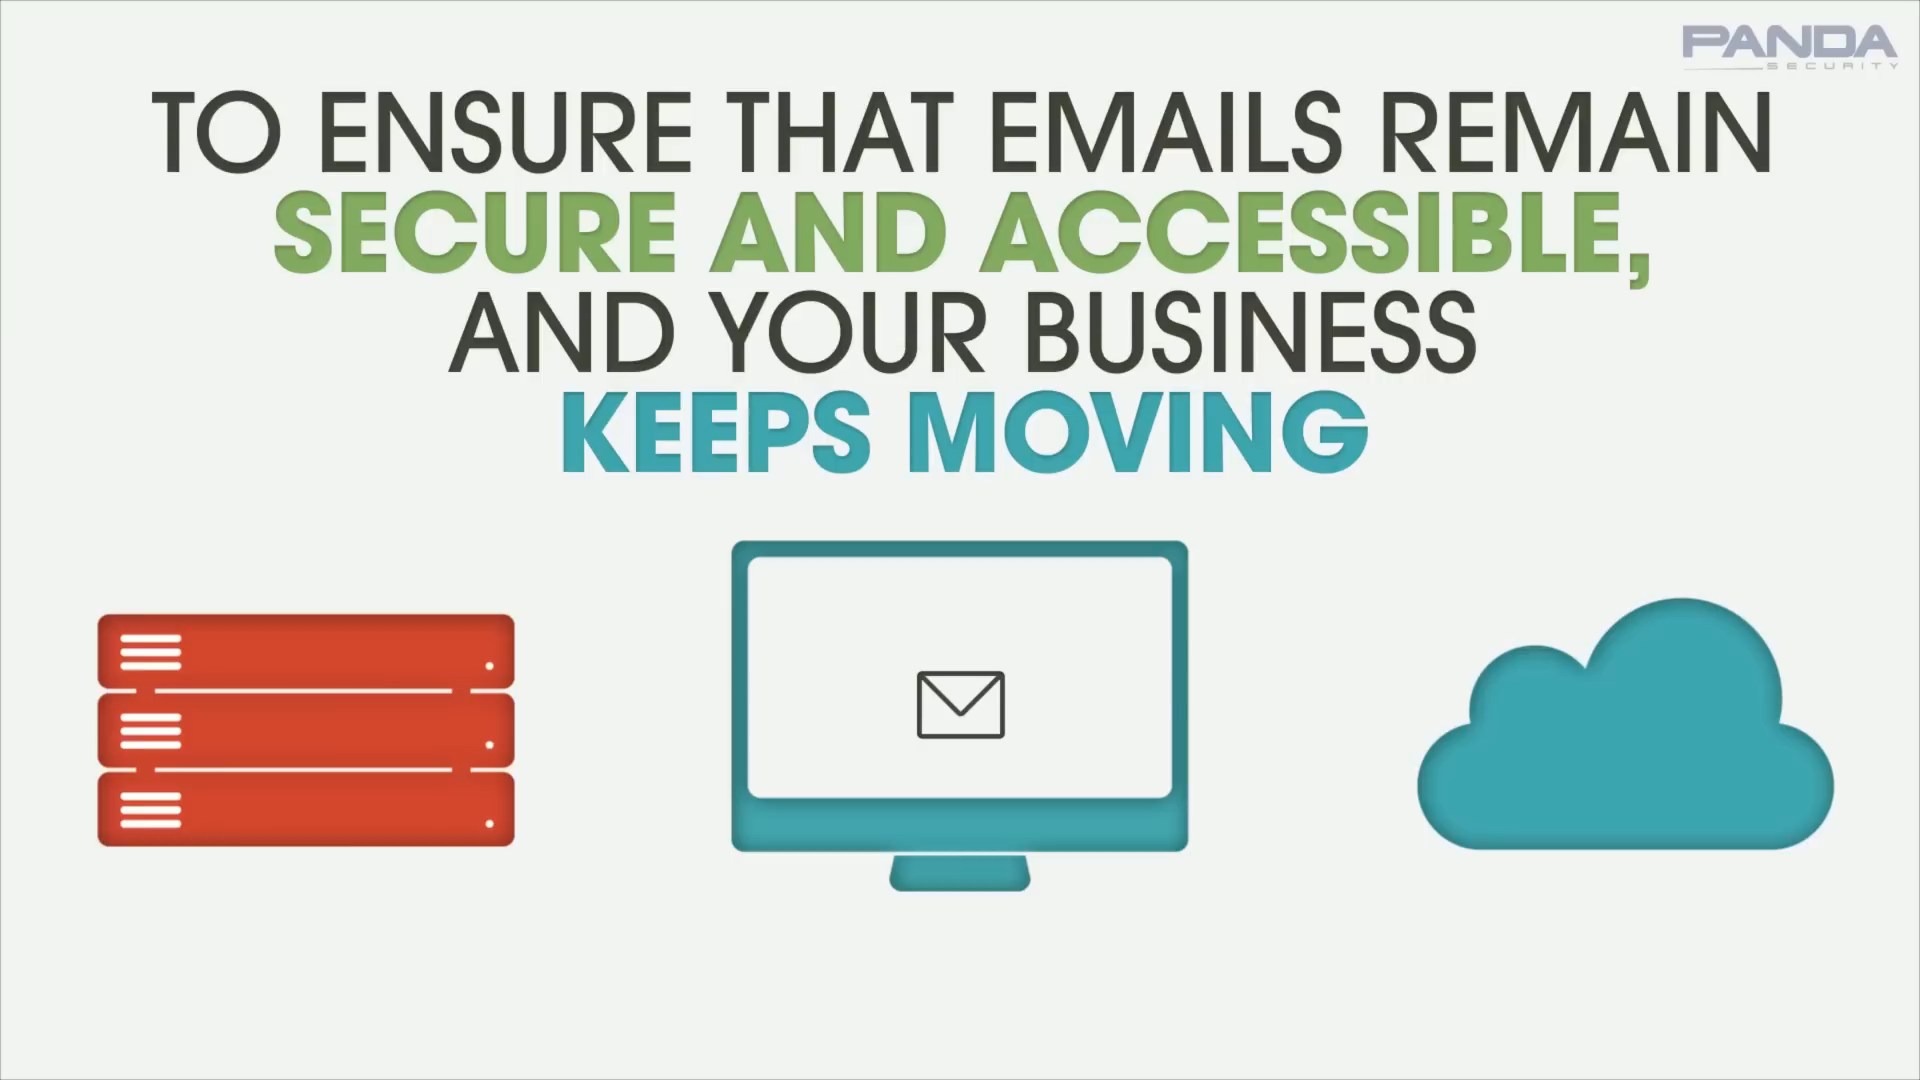 PANDA
SECURITY
TO ENSURE THAT EMAILS REMAIN
SECURE AND ACCESSIBLE,
AND YOUR BUSINESS
KEEPS MOVING